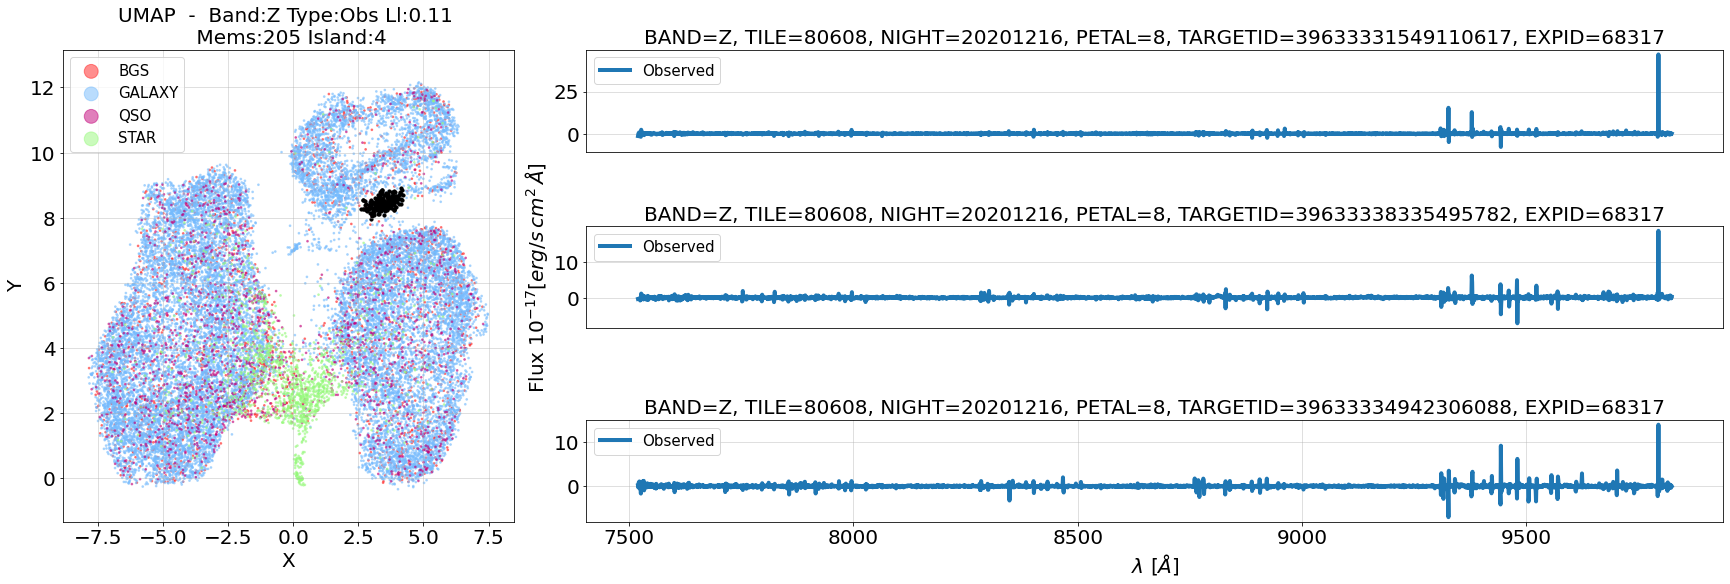 UMAP  -  Band:Z Type:Obs Ll:0.11
Mems:205 Island:4
BGS
GALAXY
QSO
STAR
12
10
8
6
4
2
0
Y
−7.5 −5.0 −2.5 0.0 2.5 5.0 7.5
X
BAND=Z, TILE=80608, NIGHT=20201216, PETAL=8, TARGETID=39633331549110617, EXPID=68317
Observed
25
0
BAND=Z, TILE=80608, NIGHT=20201216, PETAL=8, TARGETID=39633338335495782, EXPID=68317
Observed
10
0
Flux 10^{-17}[erg/s cm^2 Å]
BAND=Z, TILE=80608, NIGHT=20201216, PETAL=8, TARGETID=39633334942306088, EXPID=68317
Observed
10
0
7500 8000 8500 9000 9500
λ [Å]